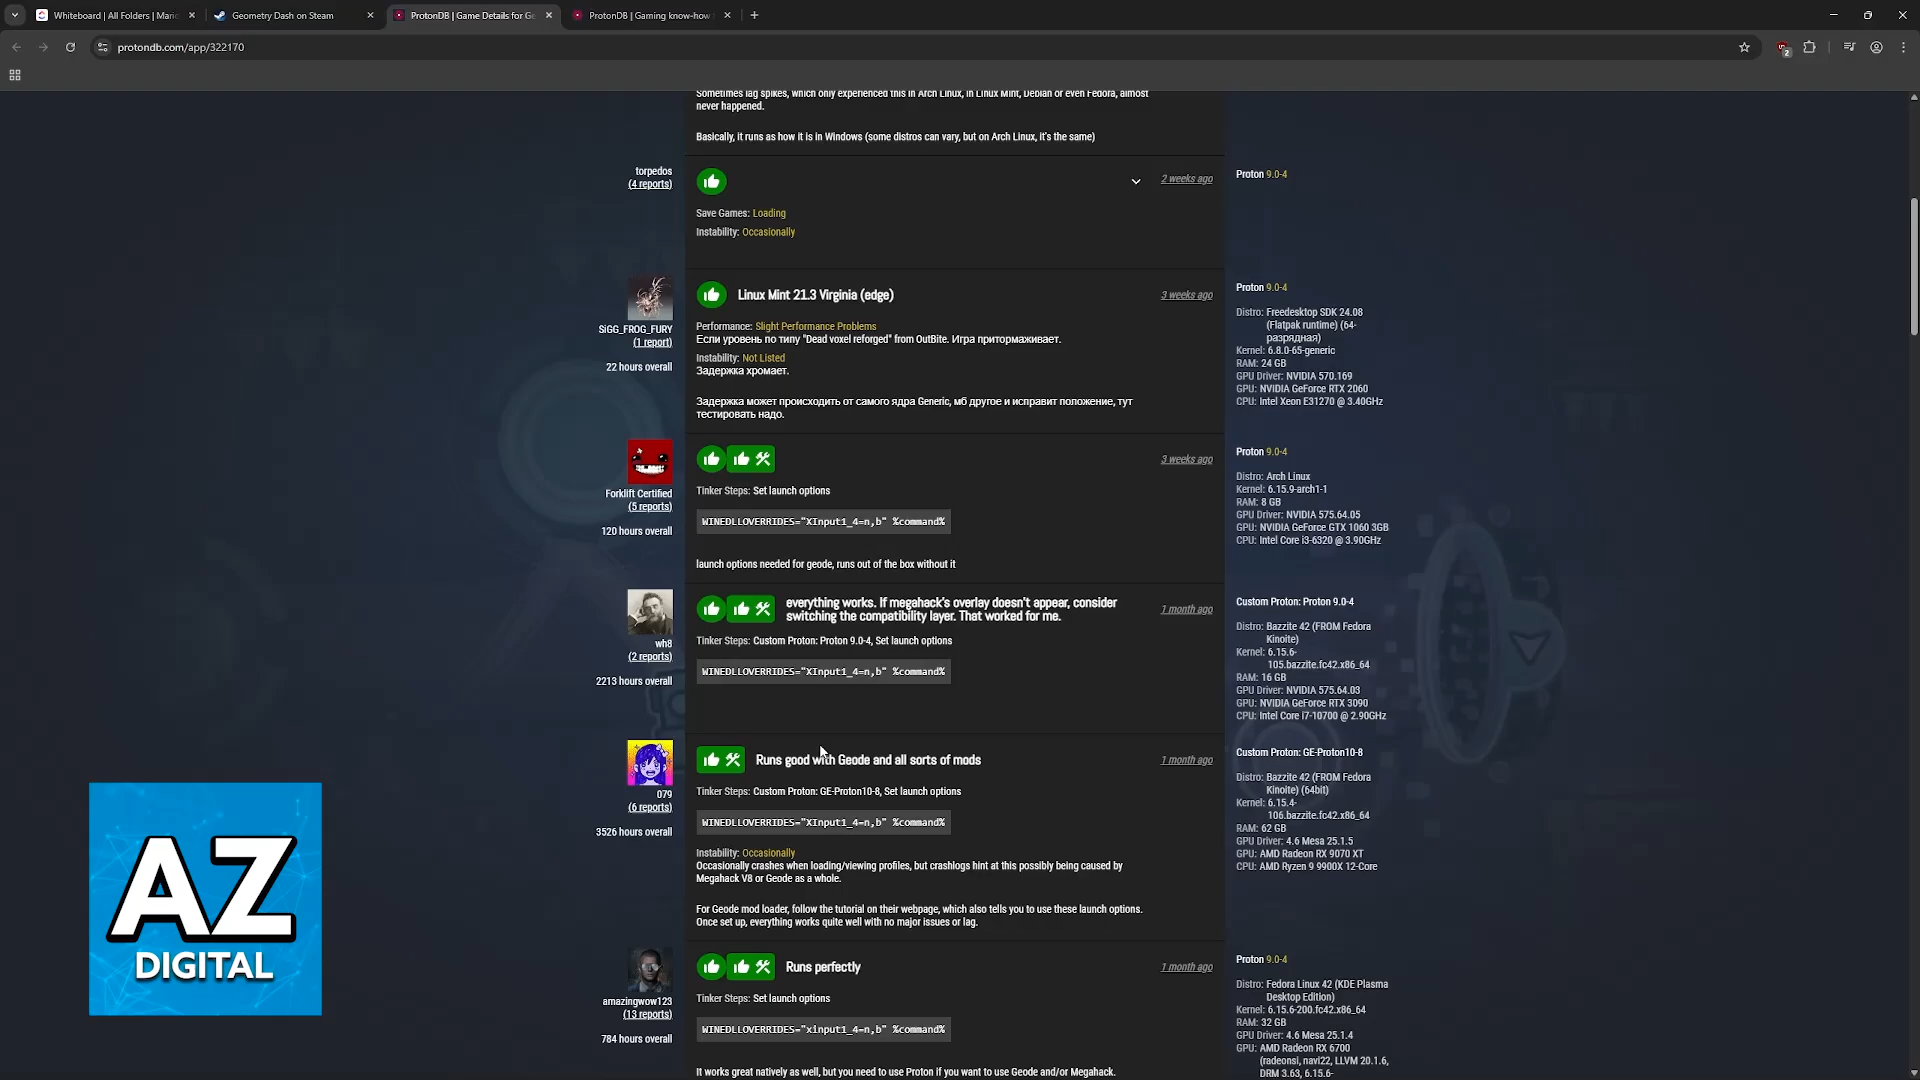 Whiteboard | All Folders | Mario
Geometry Dash on Steam
ProtonDB | Game Details for Ge
ProtonDB | Gaming know-how
protondb.com/app/322170
2
Sometimes lag spikes, which only experienced this in Arch Linux, in Linux Mint, Debian or even Fedora, almost
never happened.
Basically, it runs as how it is in Windows (some distros can vary, but on Arch Linux, it's the same)
torpedos
(4 reports)
2 weeks ago
Proton 9.0-4
Save Games: Loading
Instability: Occasionally
SiGG_FROG_FURY
(1 report)
22 hours overall
Linux Mint 21.3 Virginia (edge)
3 weeks ago
Performance: Slight Performance Problems
Если уровень по типу "Dead voxel reforged" from OutBite. Игра притормаживает.
Instability: Not Listed
Задержка хромает.
Задержка может происходить от самого ядра Generic, мб другое и исправит положение, тут
тестировать надо.
Proton 9.0-4
Distro: Freedesktop SDK 24.08
(Flatpak runtime) (64-
разрядная)
Kernel: 6.8.0-65-generic
RAM: 24 GB
GPU Driver: NVIDIA 570.169
GPU: NVIDIA GeForce RTX 2060
CPU: Intel Xeon E31270 @ 3.40GHz
Forklift Certified
(5 reports)
120 hours overall
3 weeks ago
Tinker Steps: Set launch options
WINEDLLOVERRIDES="XInput1_4=n,b" %command%
launch options needed for geode, runs out of the box without it
Proton 9.0-4
Distro: Arch Linux
Kernel: 6.15.9-arch1-1
RAM: 8 GB
GPU Driver: NVIDIA 575.64.05
GPU: NVIDIA GeForce GTX 1060 3GB
CPU: Intel Core i3-6320 @ 3.90GHz
wh8
(2 reports)
2213 hours overall
everything works. If megahack's overlay doesn't appear, consider
switching the compatibility layer. That worked for me.
1 month ago
Tinker Steps: Custom Proton: Proton 9.0-4, Set launch options
WINEDLLOVERRIDES="XInput1_4=n,b" %command%
Custom Proton: Proton 9.0-4
Distro: Bazzite 42 (FROM Fedora
Kinoite)
Kernel: 6.15.6-
105.bazzite.fc42.x86_64
RAM: 16 GB
GPU Driver: NVIDIA 575.64.03
GPU: NVIDIA GeForce RTX 3090
CPU: Intel Core i7-10700 @ 2.90GHz
079
(6 reports)
3526 hours overall
Runs good with Geode and all sorts of mods
1 month ago
Tinker Steps: Custom Proton: GE-Proton10-8, Set launch options
WINEDLLOVERRIDES="XInput1_4=n,b" %command%
Instability: Occasionally
Occasionally crashes when loading/viewing profiles, but crashlogs hint at this possibly being caused by
Megahack V8 or Geode as a whole.
For Geode mod loader, follow the tutorial on their webpage, which also tells you to use these launch options.
Once set up, everything works quite well with no major issues or lag.
Custom Proton: GE-Proton10-8
Distro: Bazzite 42 (FROM Fedora
Kinoite) (64bit)
Kernel: 6.15.4-
106.bazzite.fc42.x86_64
RAM: 62 GB
GPU Driver: 4.6 Mesa 25.1.5
GPU: AMD Radeon RX 9070 XT
CPU: AMD Ryzen 9 9900X 12-Core
amazingwow123
(13 reports)
784 hours overall
Runs perfectly
1 month ago
Tinker Steps: Set launch options
WINEDLLOVERRIDES="xinput1_4=n,b" %command%
It works great natively as well, but you need to use Proton if you want to use Geode and/or Megahack.
Proton 9.0-4
Distro: Fedora Linux 42 (KDE Plasma
Desktop Edition)
Kernel: 6.15.6-200.fc42.x86_64
RAM: 32 GB
GPU Driver: 4.6 Mesa 25.1.4
GPU: AMD Radeon RX 6700
(radeonsi, navi22, LLVM 20.1.6,
DRM 3.63, 6.15.6-
AZ
DIGITAL